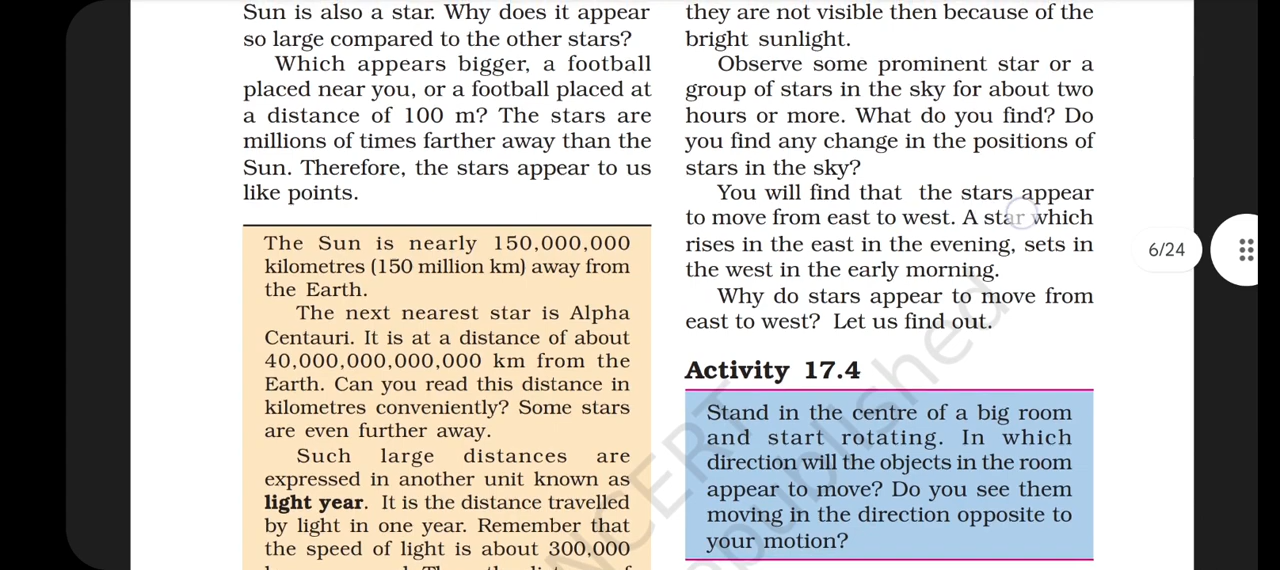 Sun is also a star. Why does it appear
so large compared to the other stars?
Which appears bigger, a football
placed near you, or a football placed at
a distance of 100 m? The stars are
millions of times farther away than the
Sun. Therefore, the stars appear to us
like points.
The Sun is nearly 150,000,000
kilometres (150 million km) away from
the Earth.
The next nearest star is Alpha
Centauri. It is at a distance of about
40,000,000,000,000 km from the
Earth. Can you read this distance in
kilometres conveniently? Some stars
are even further away.
Such large distances are
expressed in another unit known as
light year. It is the distance travelled
by light in one year. Remember that
the speed of light is about 300,000
they are not visible then because of the
bright sunlight.
Observe some prominent star or a
group of stars in the sky for about two
hours or more. What do you find? Do
you find any change in the positions of
stars in the sky?
You will find that the stars appear
to move from east to west. A star which
rises in the east in the evening, sets in
the west in the early morning.
Why do stars appear to move from
east to west? Let us find out.
Activity 17.4
Stand in the centre of a big room
and start rotating. In which
direction will the objects in the room
appear to move? Do you see them
moving in the direction opposite to
your motion?
6/24
NCERT
republished